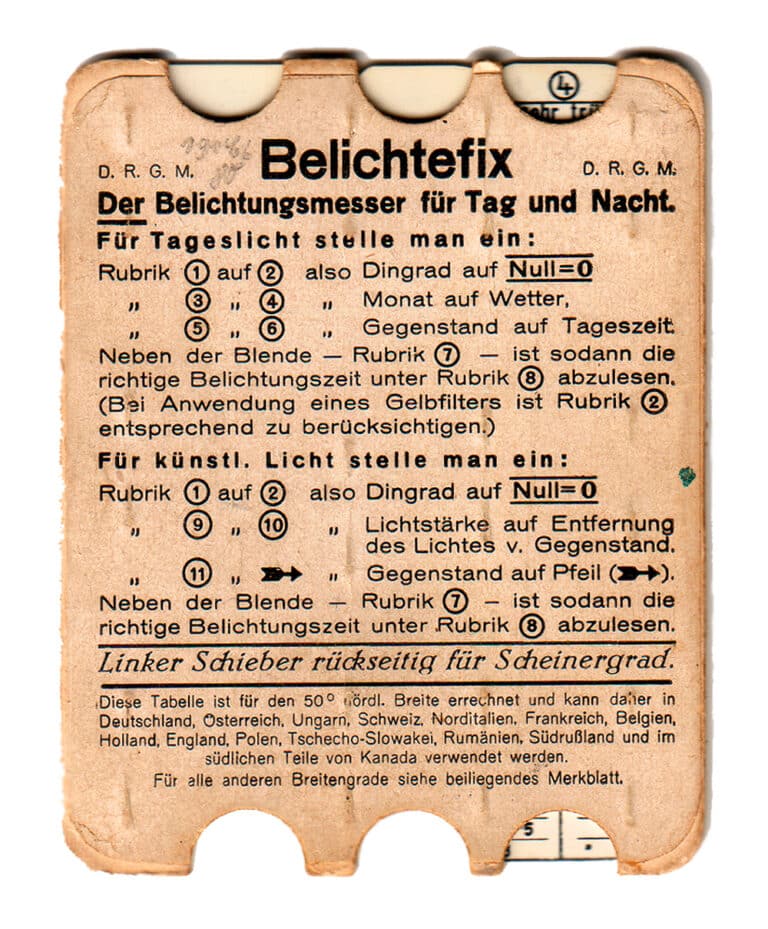 ④
D. R. G. M. Belichtefix D. R. G. M.
Der Belichtungsmesser für Tag und Nacht.
Für Tageslicht stelle man ein:
Rubrik ① auf ② also Dingrad auf Null=0
„ ③ „ ④ „ Monat auf Wetter,
„ ⑤ „ ⑥ „ Gegenstand auf Tageszeit
Neben der Blende — Rubrik ⑦ — ist sodann die
richtige Belichtungszeit unter Rubrik ⑧ abzulesen.
(Bei Anwendung eines Gelbfilters ist Rubrik ②
entsprechend zu berücksichtigen.)
Für künstl. Licht stelle man ein:
Rubrik ① auf ② also Dingrad auf Null=0
„ ⑨ „ ⑩ „ Lichtstärke auf Entfernung
des Lichtes v. Gegenstand.
„ ⑪ „ ➵ „ Gegenstand auf Pfeil (➵).
Neben der Blende — Rubrik ⑦ — ist sodann die
richtige Belichtungszeit unter Rubrik ⑧ abzulesen.
Linker Schieber rückseitig für Scheinergrad.
Diese Tabelle ist für den 50° nördl. Breite errechnet und kann daher in
Deutschland, Österreich, Ungarn, Schweiz, Norditalien, Frankreich, Belgien,
Holland, England, Polen, Tschecho-Slowakei, Rumänien, Südrußland und im
südlichen Teile von Kanada verwendet werden.
Für alle anderen Breitengrade siehe beiliegendes Merkblatt.
5